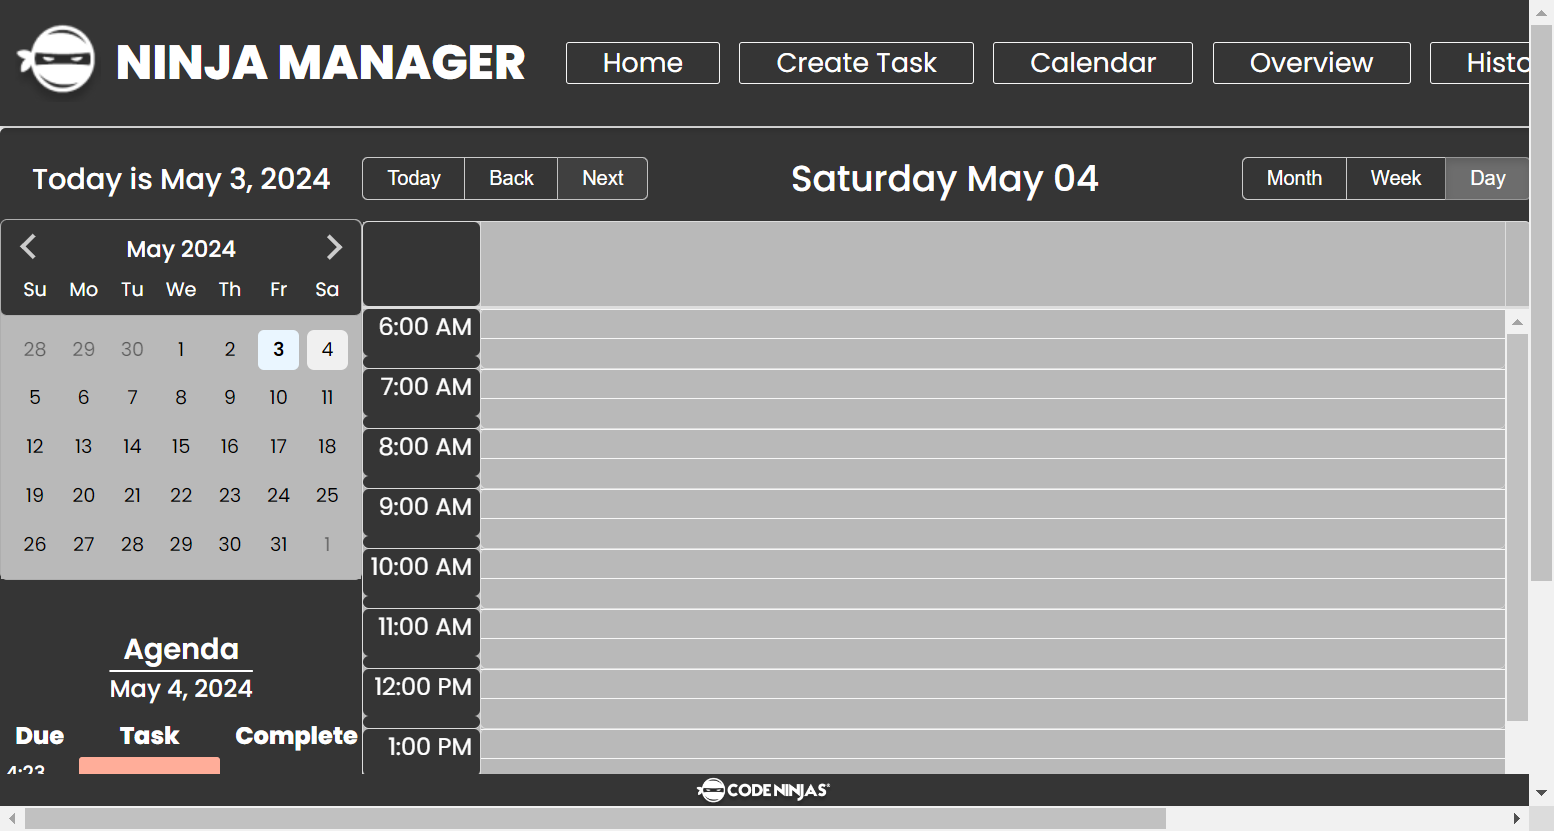 NINJA MANAGER
Home
Create Task
Calendar
Overview
Histo
Today is May 3, 2024
Today
Back
Next
Saturday May 04
Month
Week
Day
May 2024
Su Mo Tu We Th Fr Sa
28 29 30 1 2 3 4
5 6 7 8 9 10 11
12 13 14 15 16 17 18
19 20 21 22 23 24 25
26 27 28 29 30 31 1
Agenda
May 4, 2024
Due Task Complete
4:23
6:00 AM
7:00 AM
8:00 AM
9:00 AM
10:00 AM
11:00 AM
12:00 PM
1:00 PM
CODE NINJAS®